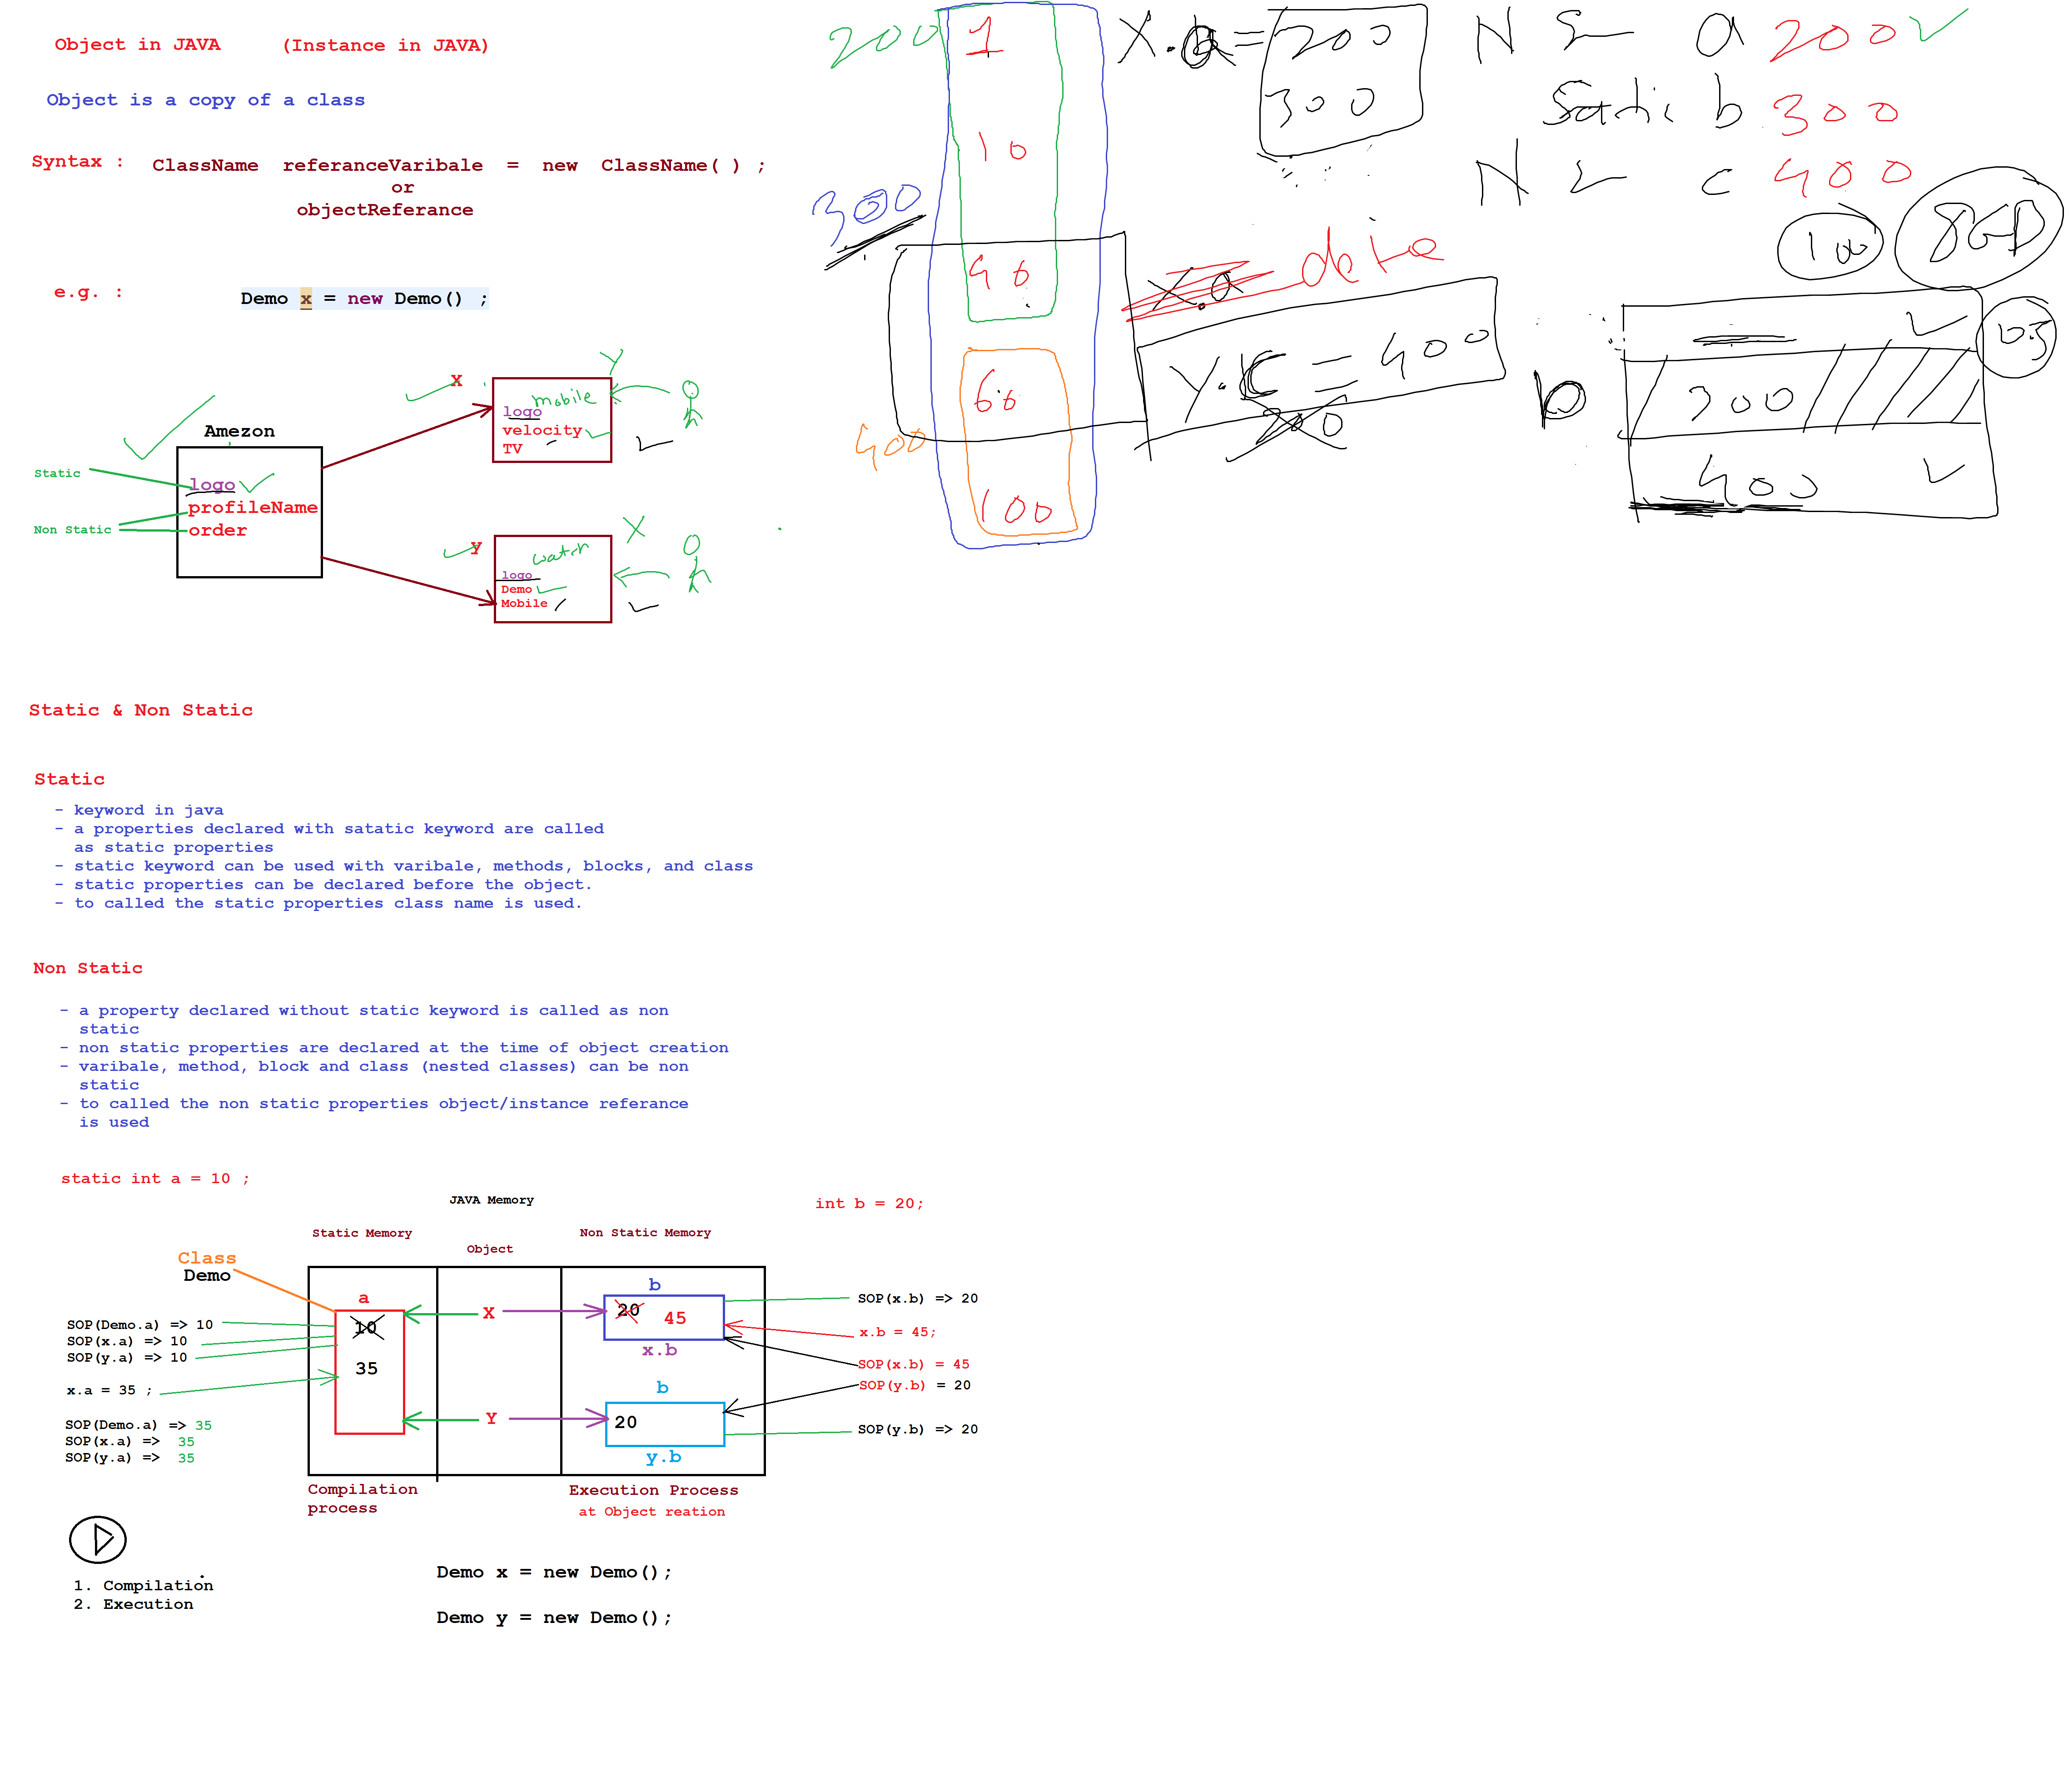 Object in JAVA (Instance in JAVA)
Object is a copy of a class
Syntax : ClassName referanceVaribale = new ClassName( ) ;
or
objectReferance
e.g. : Demo x = new Demo() ;
Amezon
Static
Non Static
logo
profileName
order
X
Y
mobile
logo
velocity
TV
y
X
watch
logo
Demo
Mobile
200
300
400
1
10
40
60
100
X.b=200
300
X.a
Y.C = 400
200
N S a 200
Satic b 300
N S c 400
100
105
b
300
400
Static & Non Static
Static
- keyword in java
- a properties declared with satatic keyword are called
as static properties
- static keyword can be used with varibale, methods, blocks, and class
- static properties can be declared before the object.
- to called the static properties class name is used.
Non Static
- a property declared without static keyword is called as non
static
- non static properties are declared at the time of object creation
- varibale, method, block and class (nested classes) can be non
static
- to called the non static properties object/instance referance
is used
static int a = 10 ;
JAVA Memory
int b = 20;
Static Memory
Object
Non Static Memory
Class
Demo
a
10
35
X
Y
b
20 45
x.b
b
20
y.b
SOP(Demo.a) => 10
SOP(x.a) => 10
SOP(y.a) => 10
x.a = 35 ;
SOP(Demo.a) => 35
SOP(x.a) => 35
SOP(y.a) => 35
SOP(x.b) => 20
x.b = 45;
SOP(x.b) = 45
SOP(y.b) = 20
SOP(y.b) => 20
Compilation
process
Execution Process
at Object reation
1. Compilation
2. Execution
Demo x = new Demo();
Demo y = new Demo();